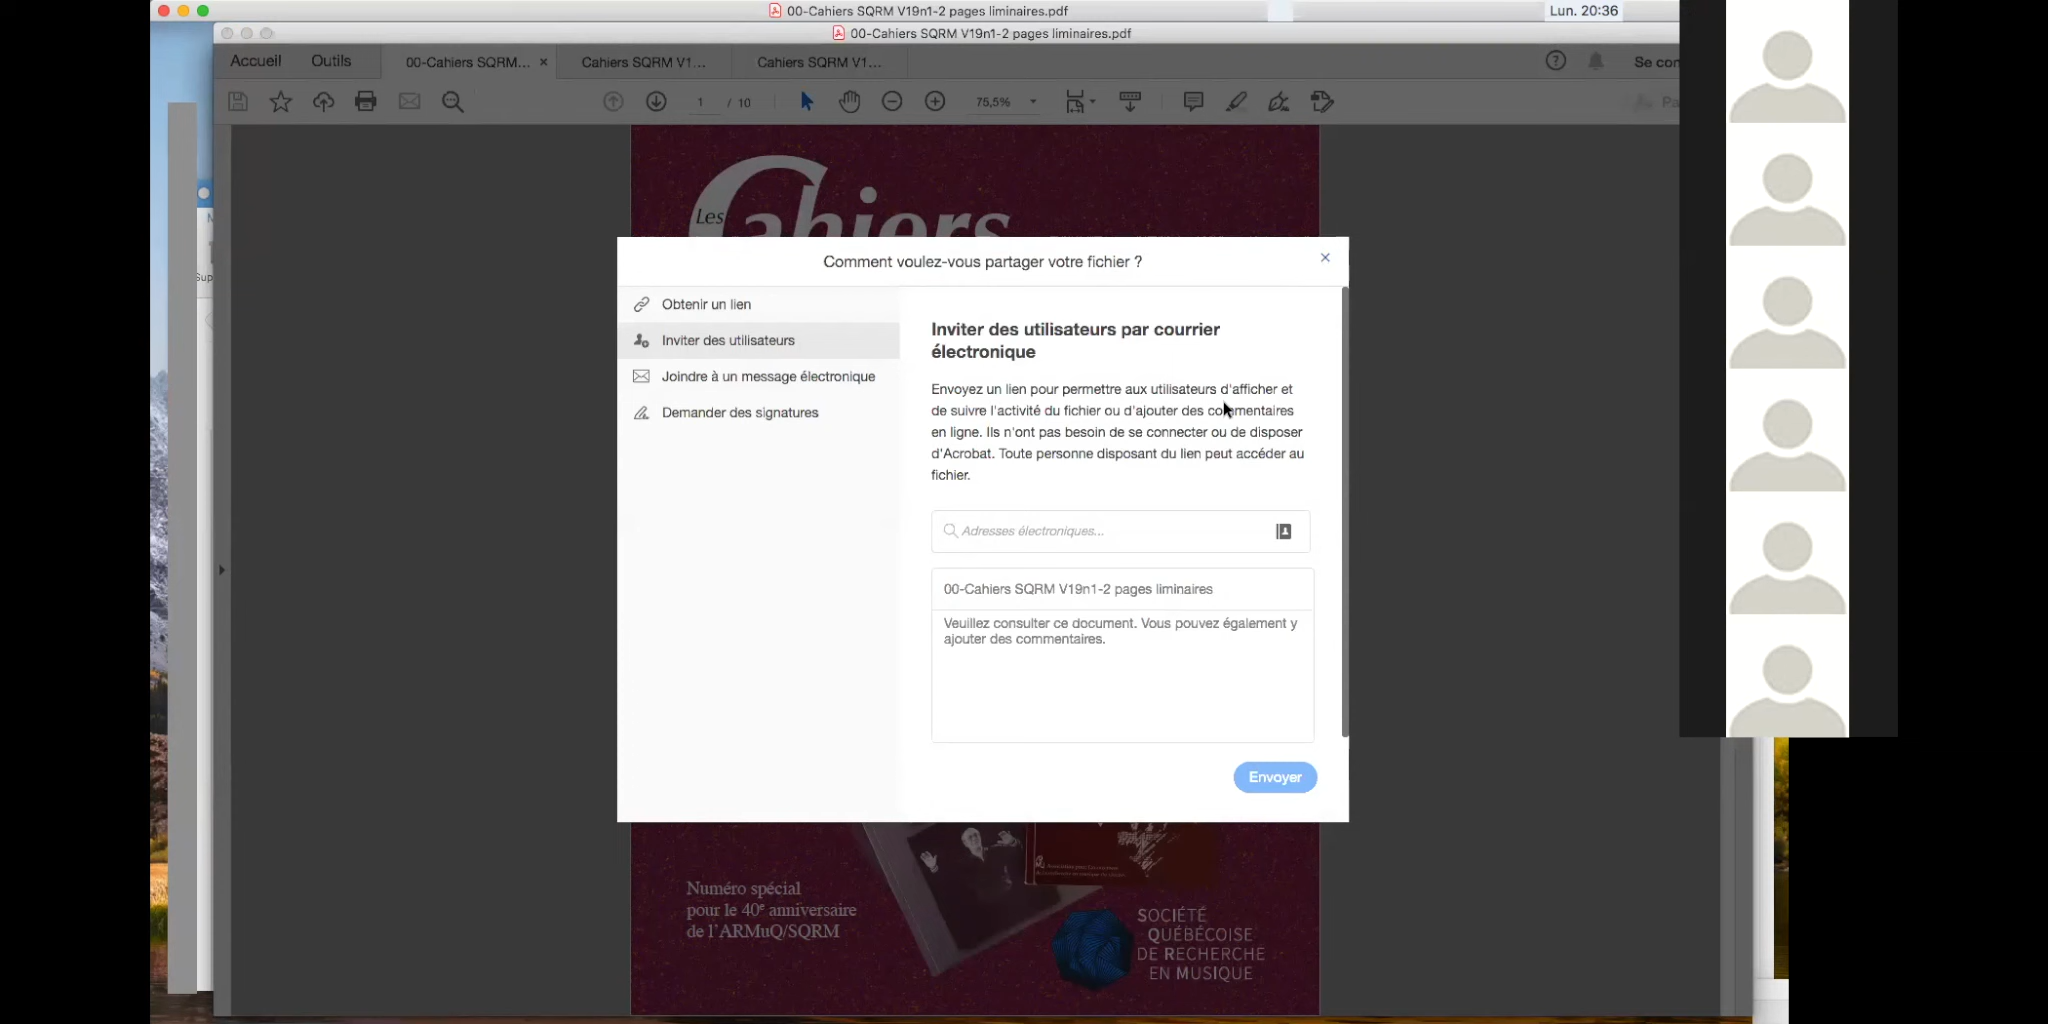 00-Cahiers SQRM V19n1-2 pages liminaires.pdf
Lun. 20:36
00-Cahiers SQRM V19n1-2 pages liminaires.pdf
Accueil Outils 00-Cahiers SQRM... × Cahiers SQRM V1... Cahiers SQRM V1...
1 / 10 75,5%
Les Cahiers
Comment voulez-vous partager votre fichier ?
Obtenir un lien
Inviter des utilisateurs
Joindre à un message électronique
Demander des signatures
Inviter des utilisateurs par courrier
électronique
Envoyez un lien pour permettre aux utilisateurs d'afficher et
de suivre l'activité du fichier ou d'ajouter des commentaires
en ligne. Ils n'ont pas besoin de se connecter ou de disposer
d'Acrobat. Toute personne disposant du lien peut accéder au
fichier.
Adresses électroniques...
00-Cahiers SQRM V19n1-2 pages liminaires
Veuillez consulter ce document. Vous pouvez également y
ajouter des commentaires.
Envoyer
Numéro spécial
pour le 40e anniversaire
de l'ARMuQ/SQRM
SOCIÉTÉ
QUÉBÉCOISE
DE RECHERCHE
EN MUSIQUE